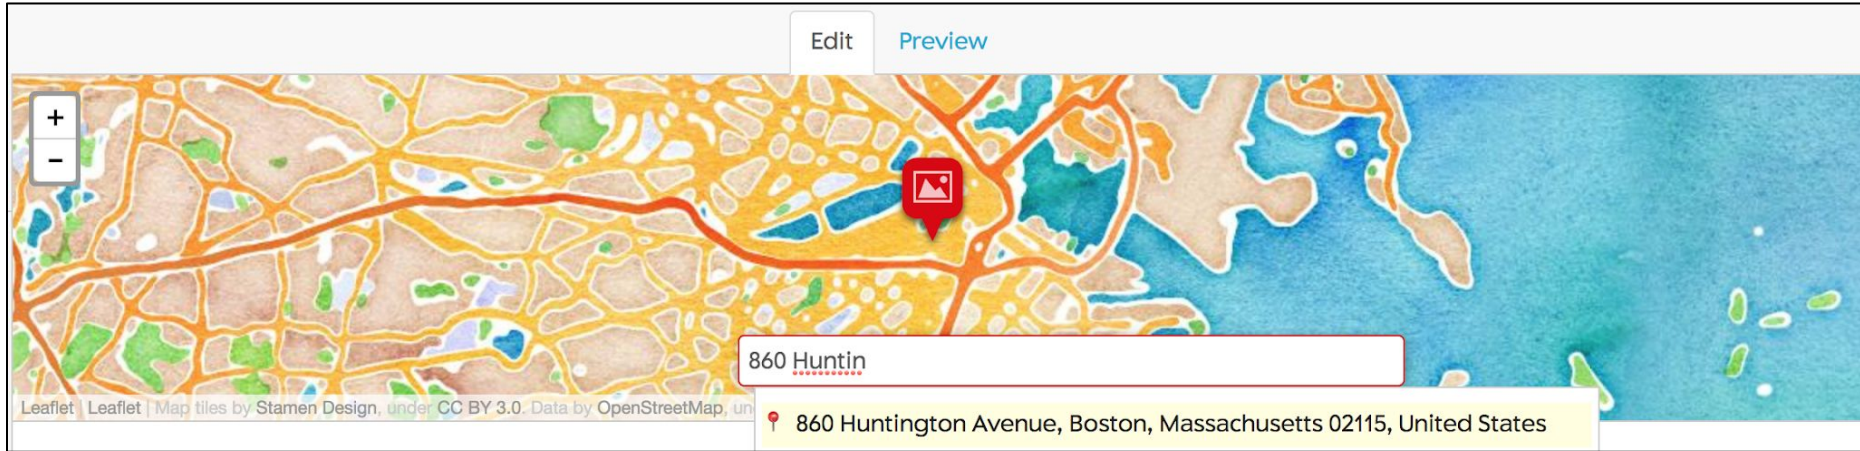 Edit Preview
+
−
860 Huntin
Leaflet | Leaflet | Map tiles by Stamen Design, under CC BY 3.0. Data by OpenStreetMap, un
860 Huntington Avenue, Boston, Massachusetts 02115, United States